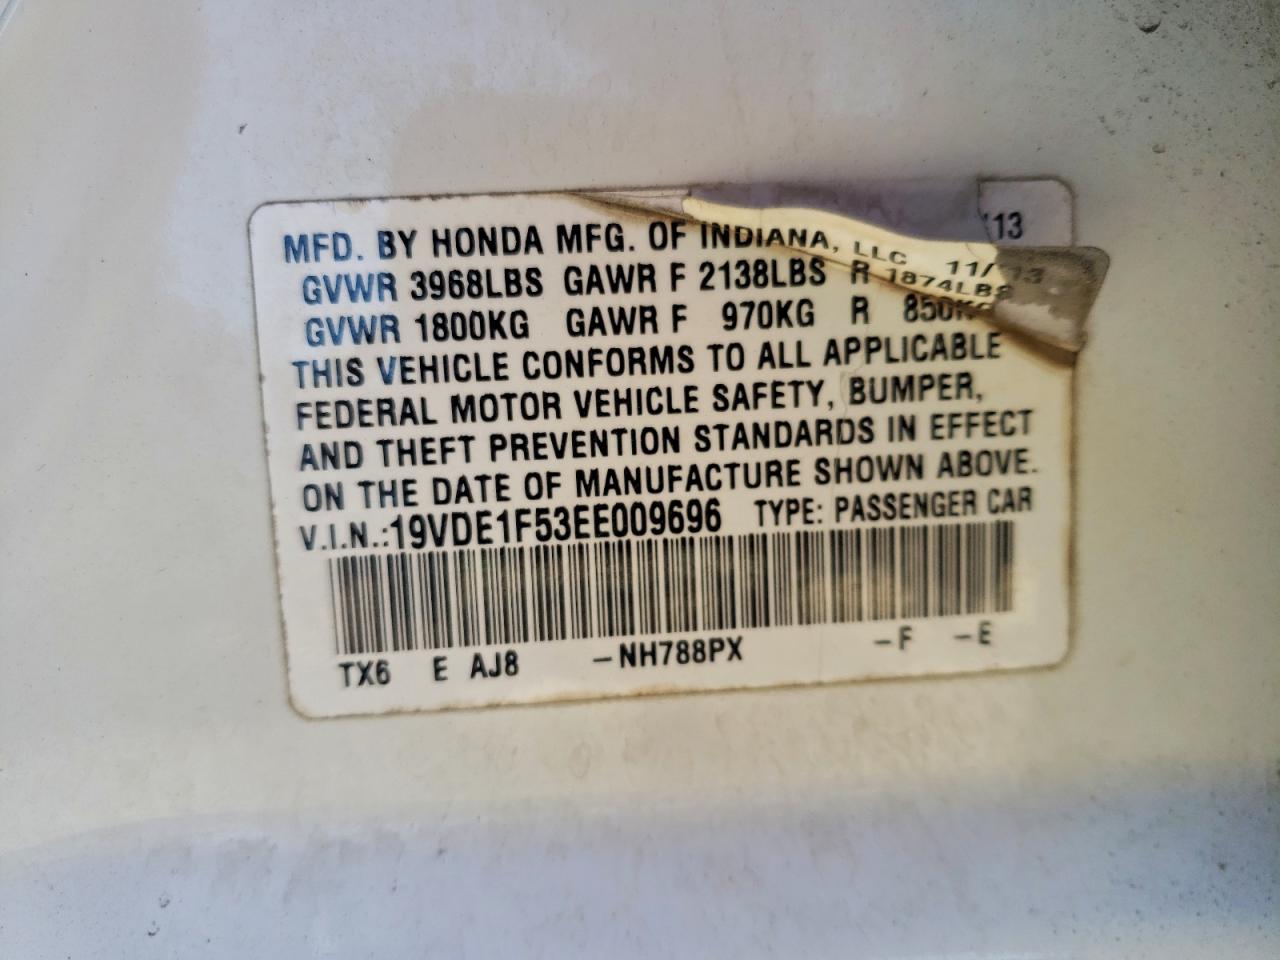 MFD. BY HONDA MFG. OF INDIANA, LLC 11/13
GVWR 3968LBS GAWR F 2138LBS R 1874LBS
GVWR 1800KG GAWR F 970KG R 850KG
THIS VEHICLE CONFORMS TO ALL APPLICABLE
FEDERAL MOTOR VEHICLE SAFETY, BUMPER,
AND THEFT PREVENTION STANDARDS IN EFFECT
ON THE DATE OF MANUFACTURE SHOWN ABOVE.
V.I.N.:19VDE1F53EE009696 TYPE: PASSENGER CAR
TX6 E AJ8 -NH788PX -F -E